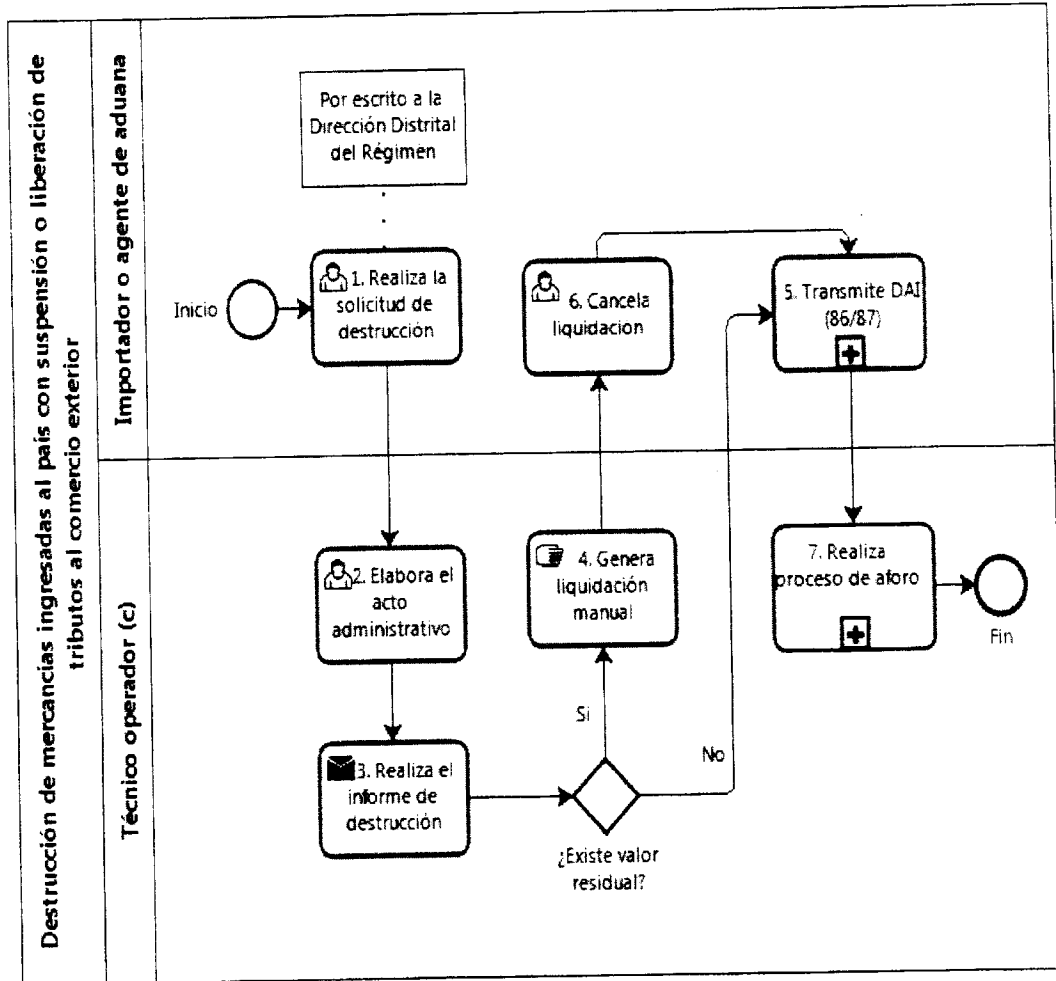 Destrucción de mercancías ingresadas al país con suspensión o liberación de
tributos al comercio exterior
Importador o agente de aduana
Técnico operador (c)
Por escrito a la
Dirección Distrital
del Régimen
Inicio
1. Realiza la
solicitud de
destrucción
6. Cancela
liquidación
5. Transmite DAI
(86/87)
2. Elabora el
acto
administrativo
4. Genera
liquidación
manual
7. Realiza
proceso de aforo
Fin
Si
No
3. Realiza el
informe de
destrucción
¿Existe valor
residual?